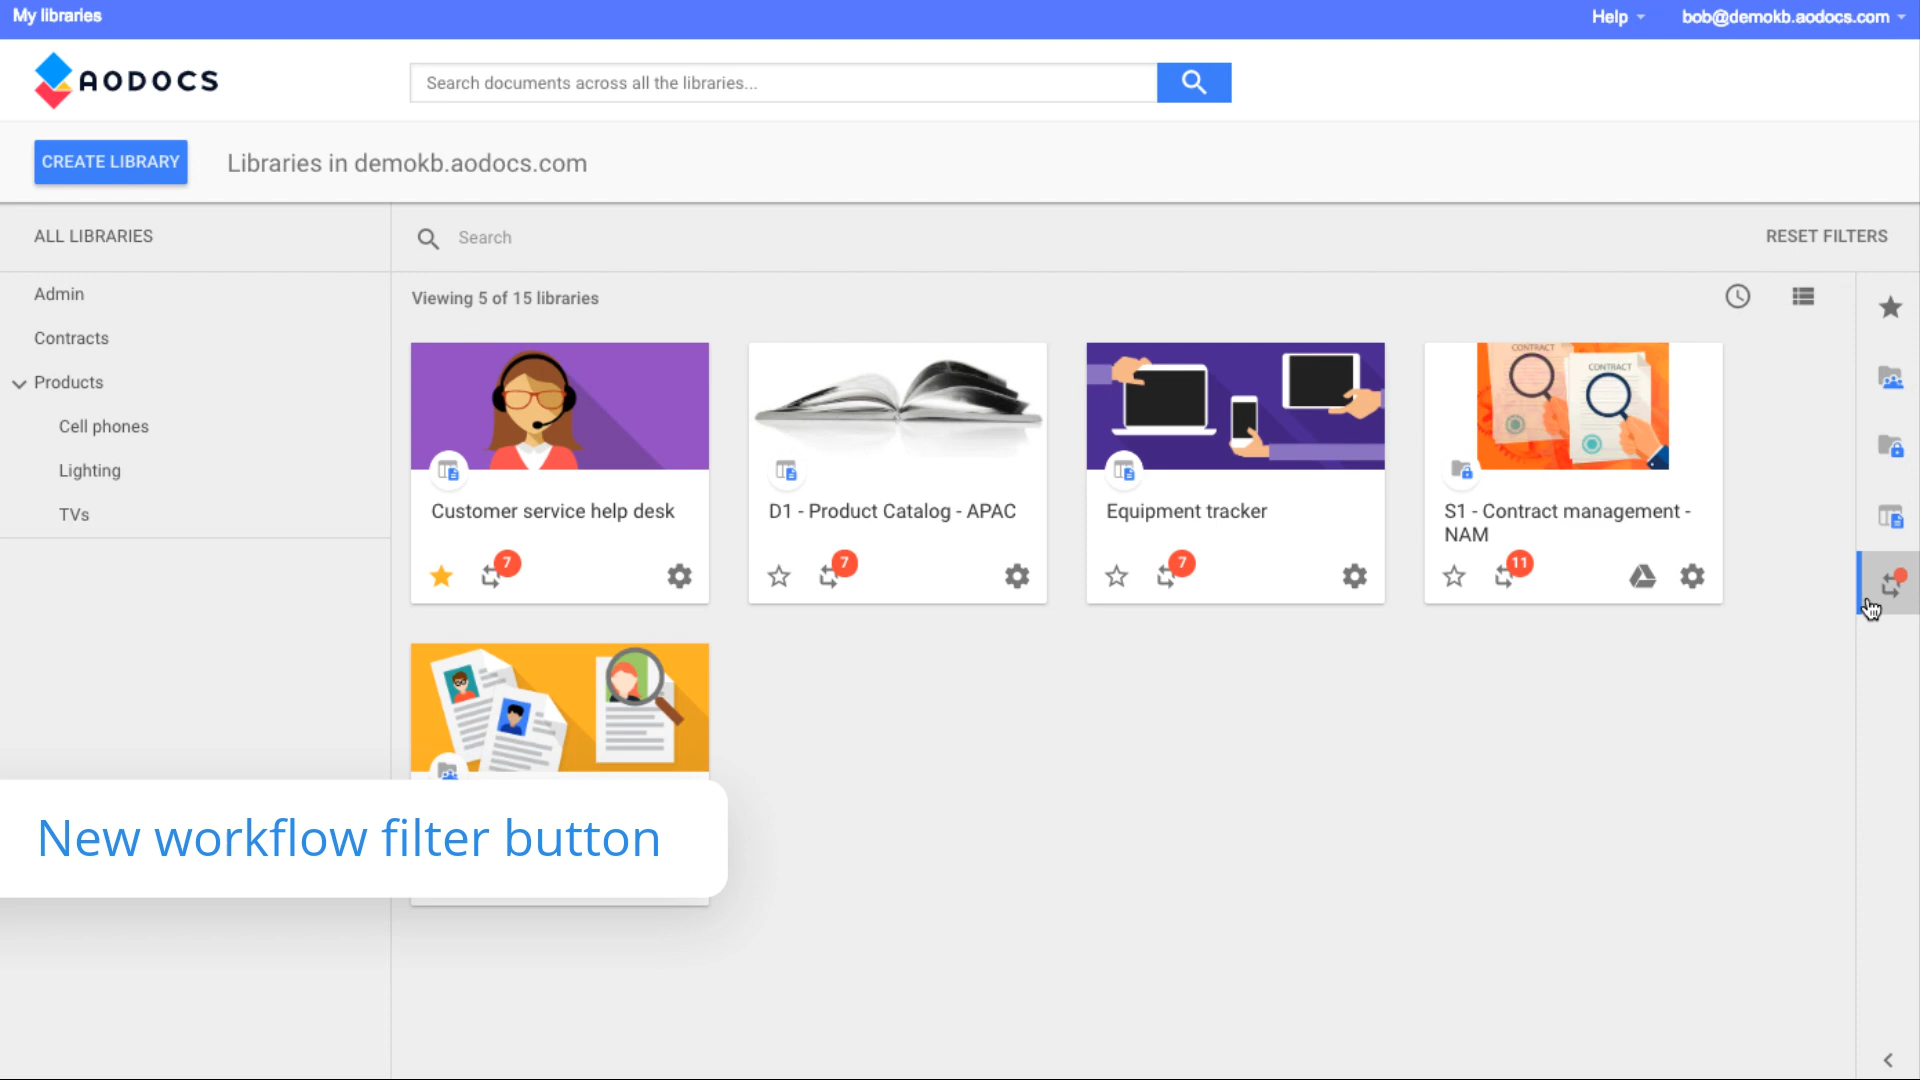 My libraries
Help
bob@demokb.aodocs.com
AODOCS
Search documents across all the libraries...
CREATE LIBRARY
Libraries in demokb.aodocs.com
ALL LIBRARIES
Search
RESET FILTERS
Admin
Contracts
Products
Cell phones
Lighting
TVs
Viewing 5 of 15 libraries
CONTRACT
CONTRACT
Customer service help desk
7
D1 - Product Catalog - APAC
7
Equipment tracker
7
S1 - Contract management -
NAM
11
New workflow filter button